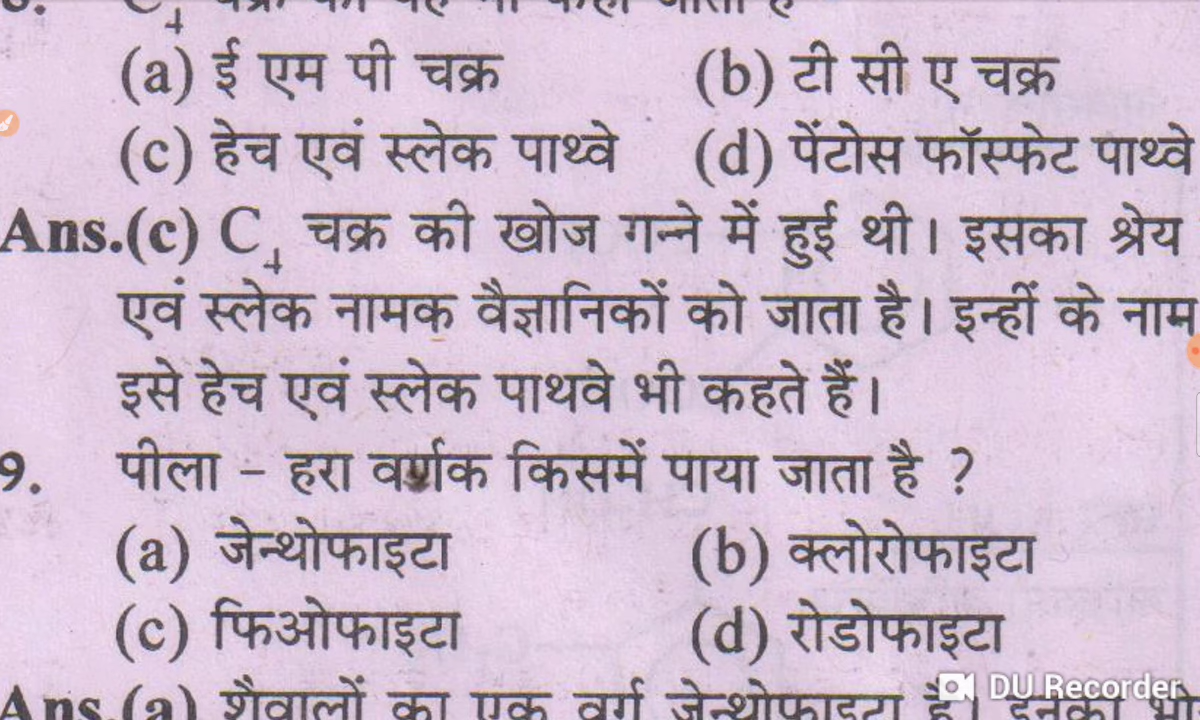 (a) ई एम पी चक्र (b) टी सी ए चक्र
(c) हेच एवं स्लेक पाथ्वे (d) पेंटोस फॉस्फेट पाथ्वे
Ans.(c) C₄ चक्र की खोज गन्ने में हुई थी। इसका श्रेय
एवं स्लेक नामक वैज्ञानिकों को जाता है। इन्हीं के नाम
इसे हेच एवं स्लेक पाथवे भी कहते हैं।
9. पीला – हरा वर्णक किसमें पाया जाता है ?
(a) जेन्थोफाइटा (b) क्लोरोफाइटा
(c) फिओफाइटा (d) रोडोफाइटा
Ans.(a) शैवालों का एक वर्ग जेन्थोफाइटा है। इनको
DU Recorder